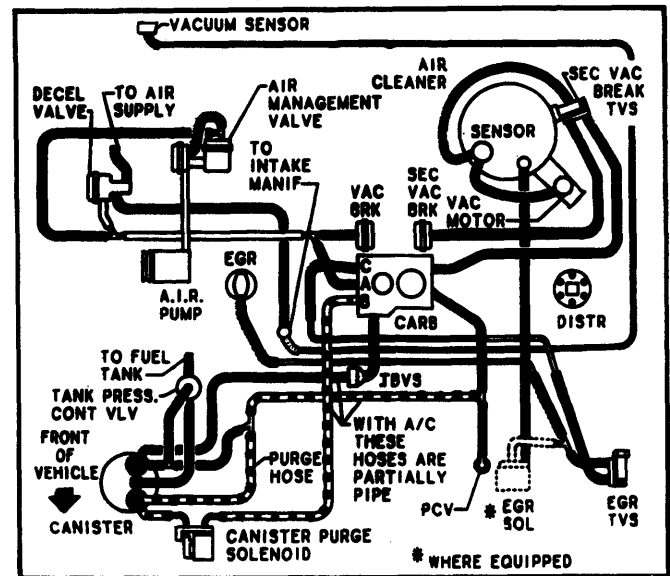 VACUUM SENSOR
AIR
CLEANER
SEC VAC
BREAK
TVS
DECEL
VALVE
TO AIR
SUPPLY
AIR
MANAGEMENT
VALVE
SENSOR
TO
INTAKE
MANIF
VAC
BRK
SEC
VAC
BRK
VAC
MOTOR
EGR
C
A
B
A.I.R.
PUMP
CARB
DISTR
TO FUEL
TANK
TANK PRESS.
CONT VLV
JBVS
FRONT
OF
VEHICLE
WITH A/C
THESE
HOSES ARE
PARTIALLY
PIPE
PURGE
HOSE
CANISTER
CANISTER PURGE
SOLENOID
PCV
* EGR
SOL
EGR
TVS
* WHERE EQUIPPED